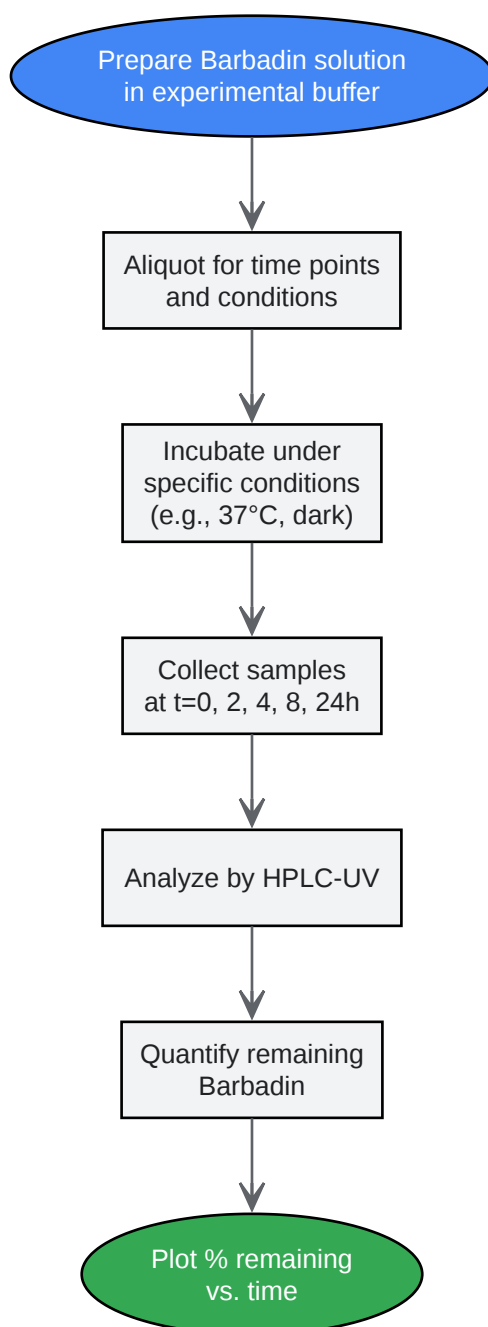 Prepare Barbadin solution
in experimental buffer
Aliquot for time points
and conditions
Incubate under
specific conditions
(e.g., 37°C, dark)
Collect samples
at t=0, 2, 4, 8, 24h
Analyze by HPLC-UV
Quantify remaining
Barbadin
Plot % remaining
vs. time